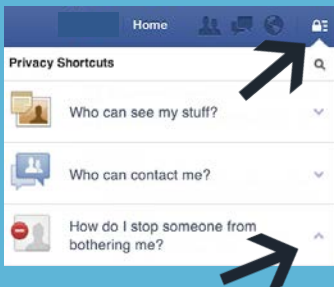 Home
Privacy Shortcuts
Who can see my stuff?
Who can contact me?
How do I stop someone from
bothering me?